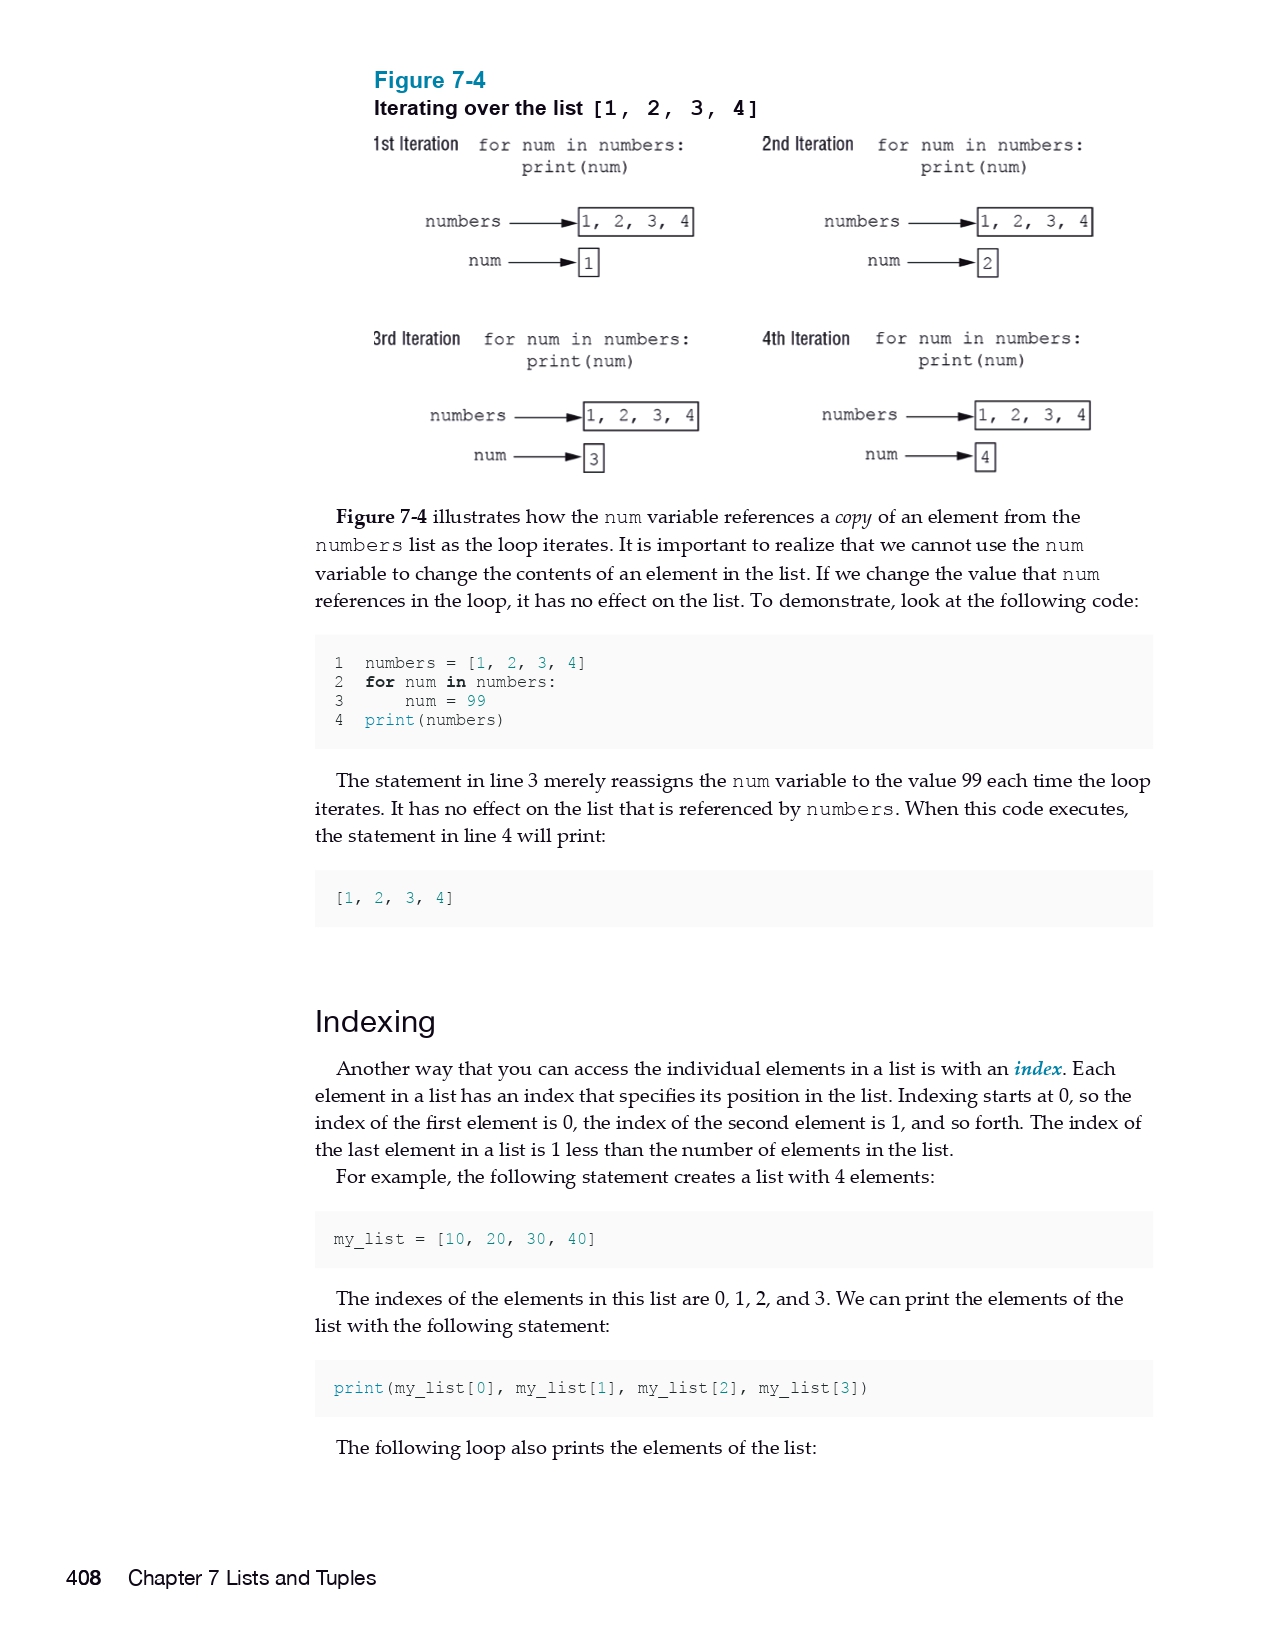 Figure 7-4
Iterating over the list [1, 2, 3, 4]
1st Iteration for num in numbers:
print(num)
numbers 1, 2, 3, 4
num 1
2nd Iteration for num in numbers:
print(num)
numbers 1, 2, 3, 4
num 2
3rd Iteration for num in numbers:
print(num)
numbers 1, 2, 3, 4
num 3
4th Iteration for num in numbers:
print(num)
numbers 1, 2, 3, 4
num 4
Figure 7-4 illustrates how the num variable references a copy of an element from the
numbers list as the loop iterates. It is important to realize that we cannot use the num
variable to change the contents of an element in the list. If we change the value that num
references in the loop, it has no effect on the list. To demonstrate, look at the following code:
1 numbers = [1, 2, 3, 4]
2 for num in numbers:
3     num = 99
4 print(numbers)
The statement in line 3 merely reassigns the num variable to the value 99 each time the loop
iterates. It has no effect on the list that is referenced by numbers. When this code executes,
the statement in line 4 will print:
[1, 2, 3, 4]
Indexing
Another way that you can access the individual elements in a list is with an index. Each
element in a list has an index that specifies its position in the list. Indexing starts at 0, so the
index of the first element is 0, the index of the second element is 1, and so forth. The index of
the last element in a list is 1 less than the number of elements in the list.
For example, the following statement creates a list with 4 elements:
my_list = [10, 20, 30, 40]
The indexes of the elements in this list are 0, 1, 2, and 3. We can print the elements of the
list with the following statement:
print(my_list[0], my_list[1], my_list[2], my_list[3])
The following loop also prints the elements of the list:
408 Chapter 7 Lists and Tuples